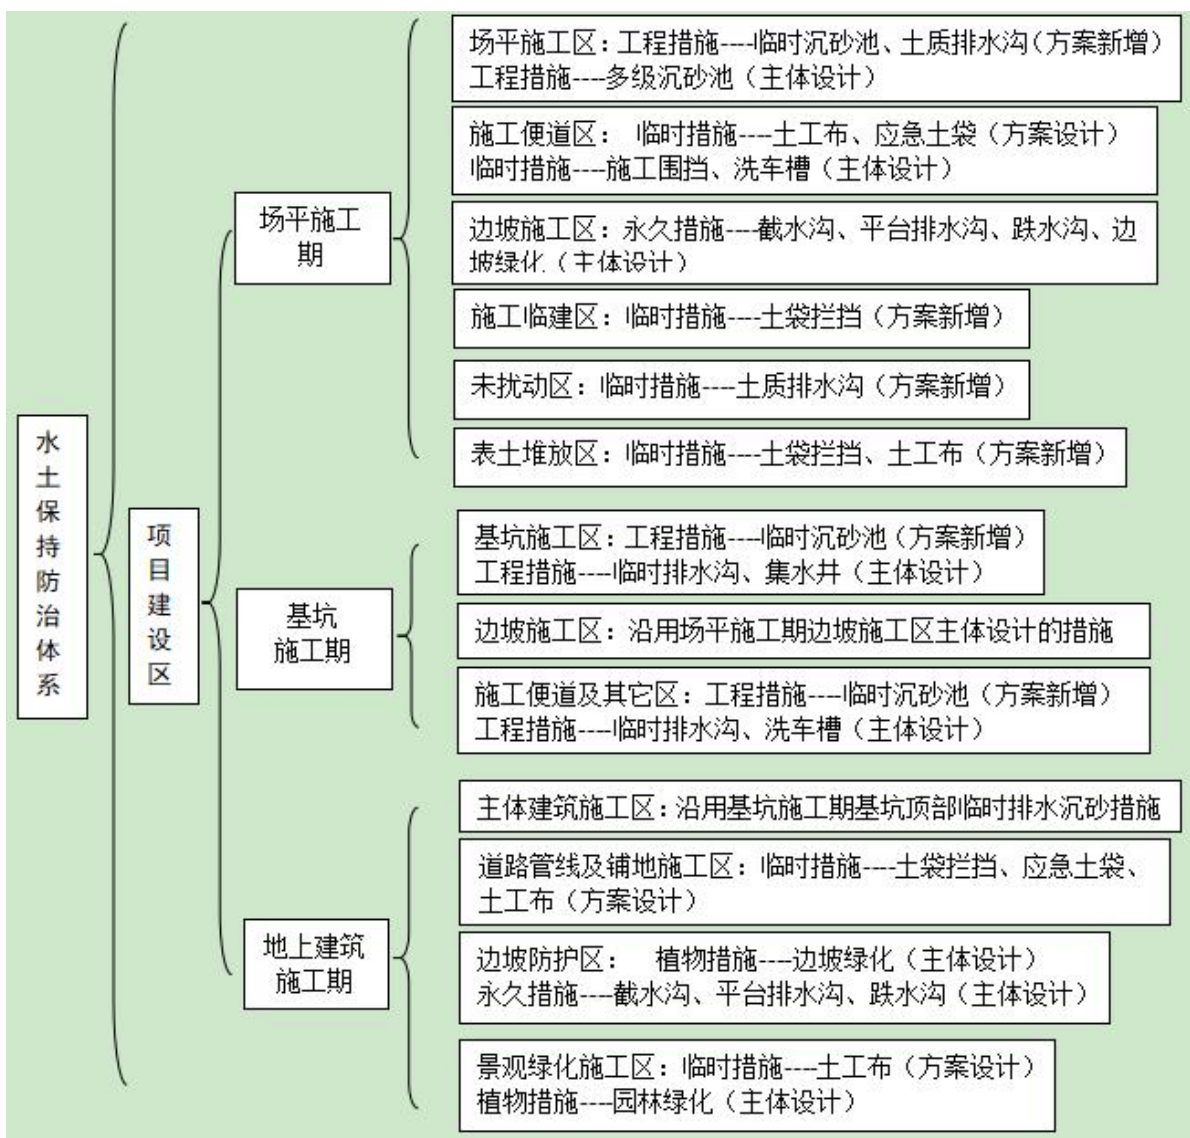 水土保持防治体系
项目建设区
场平施工
期
场平施工区：工程措施----临时沉砂池、土质排水沟（方案新增）
工程措施----多级沉砂池（主体设计）
施工便道区： 临时措施----土工布、应急土袋（方案设计）
临时措施----施工围挡、洗车槽（主体设计）
边坡施工区：永久措施----截水沟、平台排水沟、跌水沟、边
坡绿化（主体设计）
施工临建区：临时措施----土袋拦挡（方案新增）
未扰动区：临时措施----土质排水沟（方案新增）
表土堆放区：临时措施----土袋拦挡、土工布（方案新增）
基坑
施工期
基坑施工区：工程措施----临时沉砂池（方案新增）
工程措施----临时排水沟、集水井（主体设计）
边坡施工区：沿用场平施工期边坡施工区主体设计的措施
施工便道及其它区：工程措施----临时沉砂池（方案新增）
工程措施----临时排水沟、洗车槽（主体设计）
地上建筑
施工期
主体建筑施工区：沿用基坑施工期基坑顶部临时排水沉砂措施
道路管线及铺地施工区：临时措施----土袋拦挡、应急土袋、
土工布（方案设计）
边坡防护区： 植物措施----边坡绿化（主体设计）
永久措施----截水沟、平台排水沟、跌水沟（主体设计）
景观绿化施工区：临时措施----土工布（方案设计）
植物措施----园林绿化（主体设计）